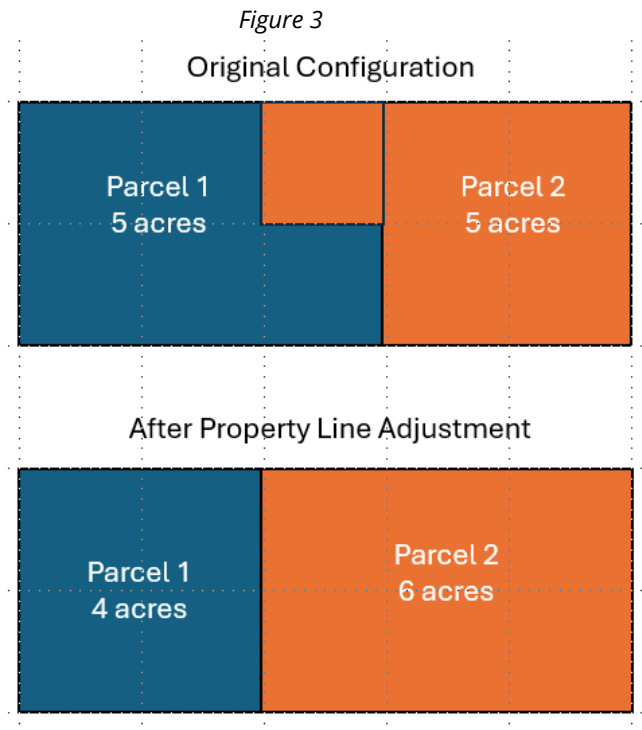 Figure 3
Original Configuration
Parcel 1
5 acres
Parcel 2
5 acres
After Property Line Adjustment
Parcel 1
4 acres
Parcel 2
6 acres